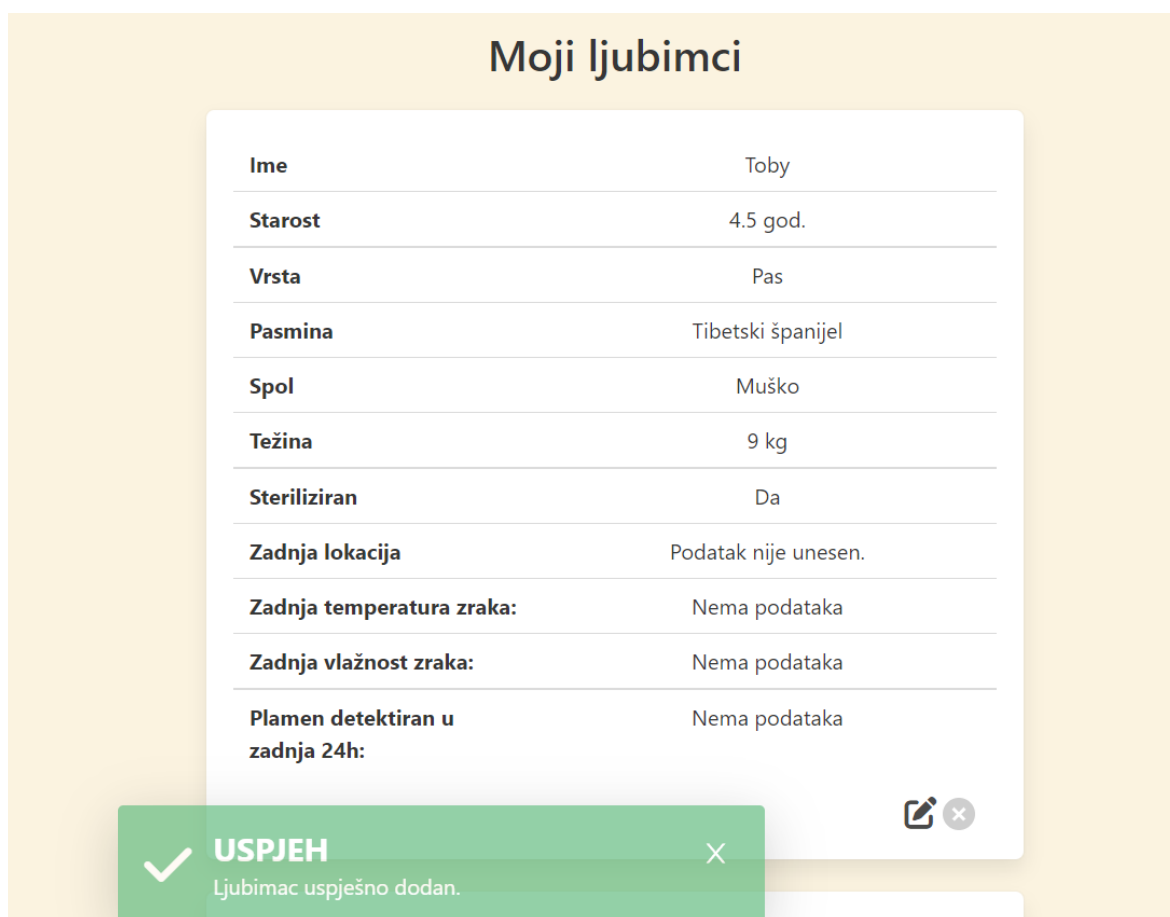 Moji ljubimci
Ime Toby
Starost 4.5 god.
Vrsta Pas
Pasmina Tibetski španijel
Spol Muško
Težina 9 kg
Steriliziran Da
Zadnja lokacija Podatak nije unesen.
Zadnja temperatura zraka: Nema podataka
Zadnja vlažnost zraka: Nema podataka
Plamen detektiran u Nema podataka
zadnja 24h:
USPJEH
Ljubimac uspješno dodan.